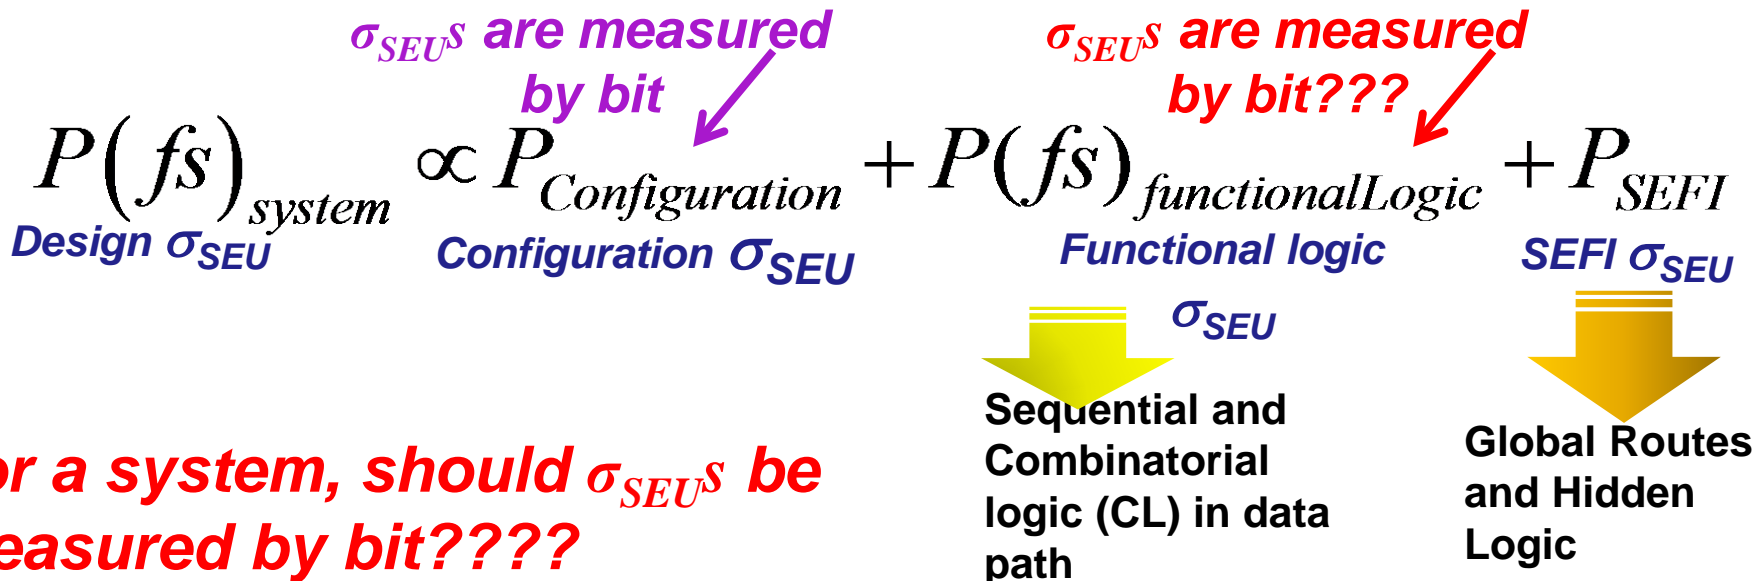 σSEUs are measured
by bit
σSEUs are measured
by bit???
P(fs)system ∝ PConfiguration + P(fs)functionalLogic + PSEFI
Design σSEU
Configuration σSEU
Functional logic
σSEU
SEFI σSEU
Sequential and
Combinatorial
logic (CL) in data
path
Global Routes
and Hidden
Logic
or a system, should σSEUs be
easured by bit????